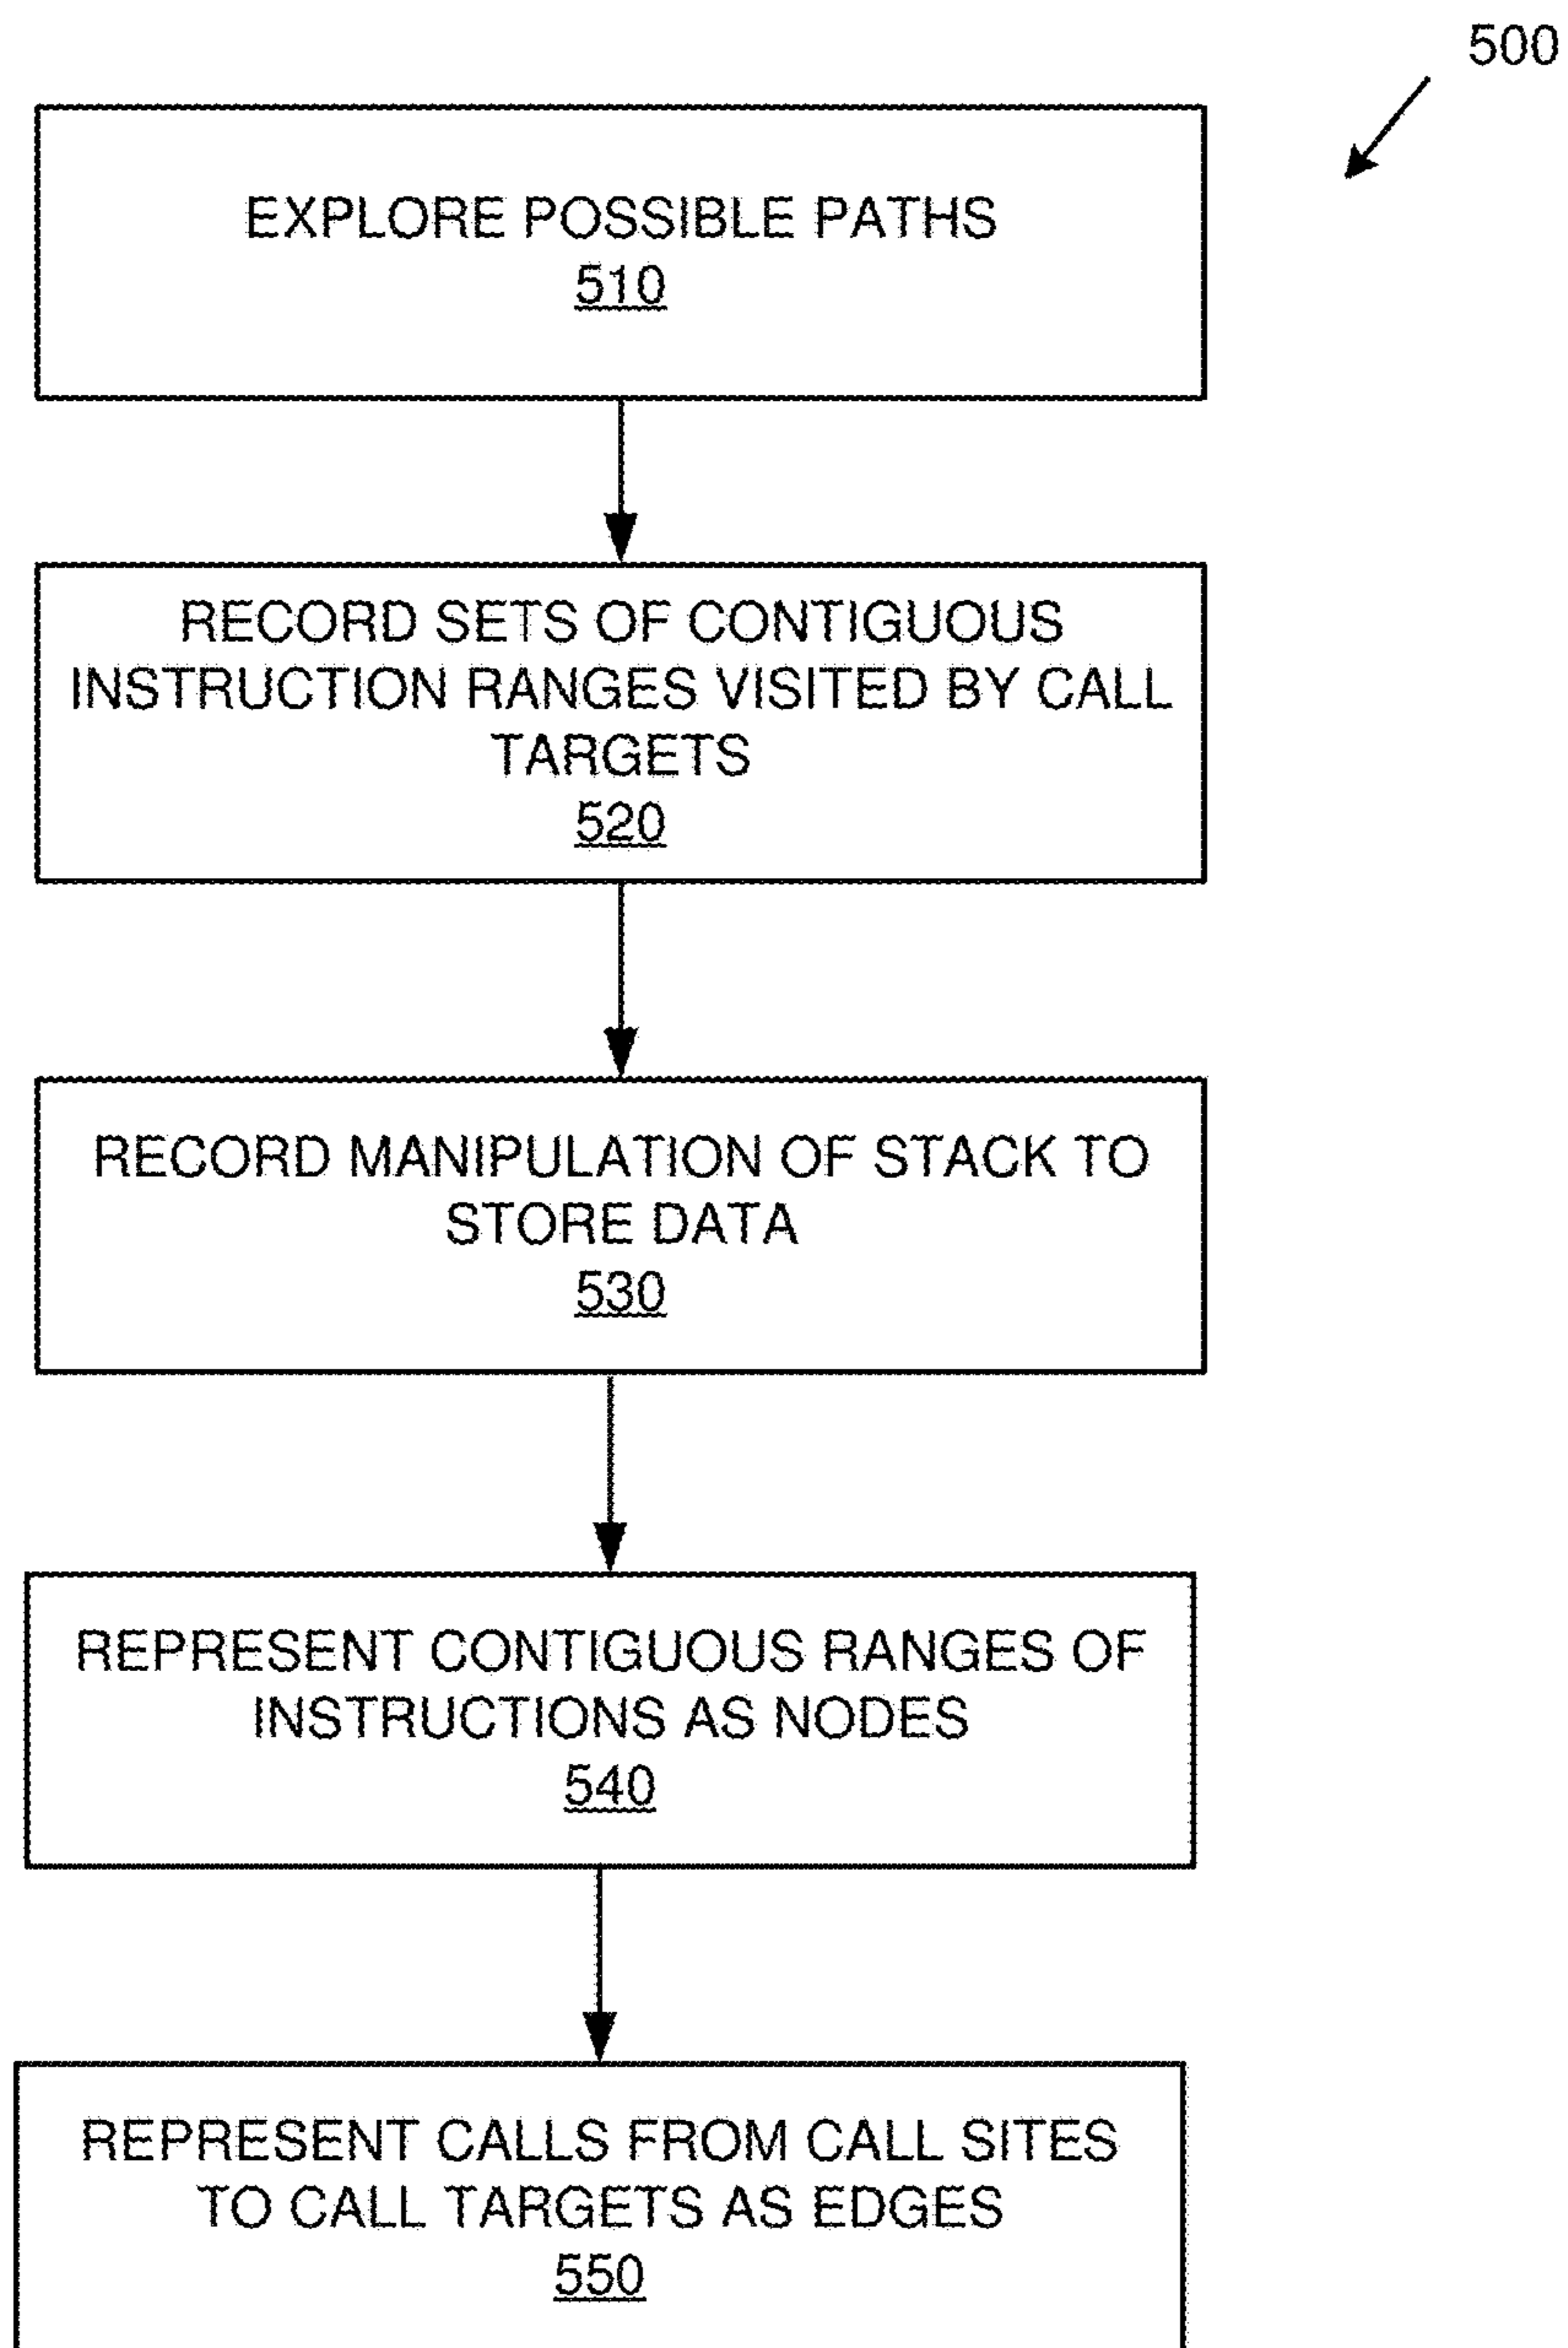 500
EXPLORE POSSIBLE PATHS
510
RECORD SETS OF CONTIGUOUS
INSTRUCTION RANGES VISITED BY CALL
TARGETS
520
RECORD MANIPULATION OF STACK TO
STORE DATA
530
REPRESENT CONTIGUOUS RANGES OF
INSTRUCTIONS AS NODES
540
REPRESENT CALLS FROM CALL SITES
TO CALL TARGETS AS EDGES
550